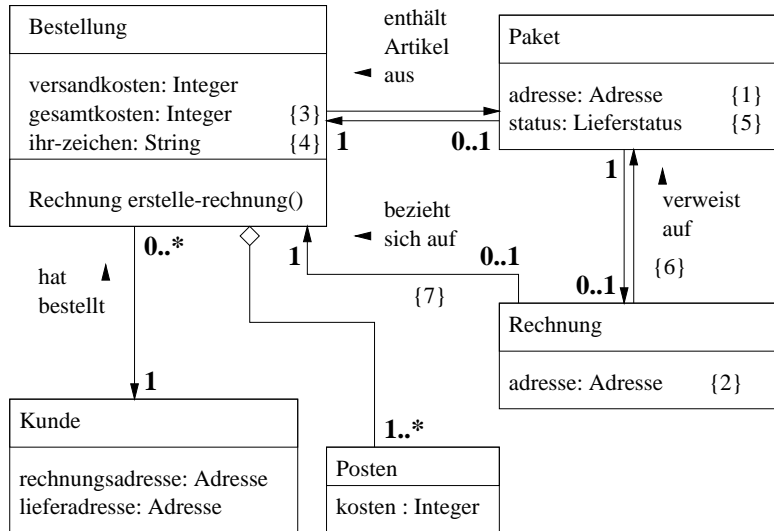 Bestellung
versandkosten: Integer
gesamtkosten: Integer {3}
ihr-zeichen: String {4}
Rechnung erstelle-rechnung()
enthält
Artikel
aus
1
0..1
Paket
adresse: Adresse {1}
status: Lieferstatus {5}
1
verweist
auf
{6}
0..1
bezieht
sich auf
1
0..1
{7}
0..*
hat
bestellt
1
1..*
Rechnung
adresse: Adresse {2}
Kunde
rechnungsadresse: Adresse
lieferadresse: Adresse
Posten
kosten : Integer